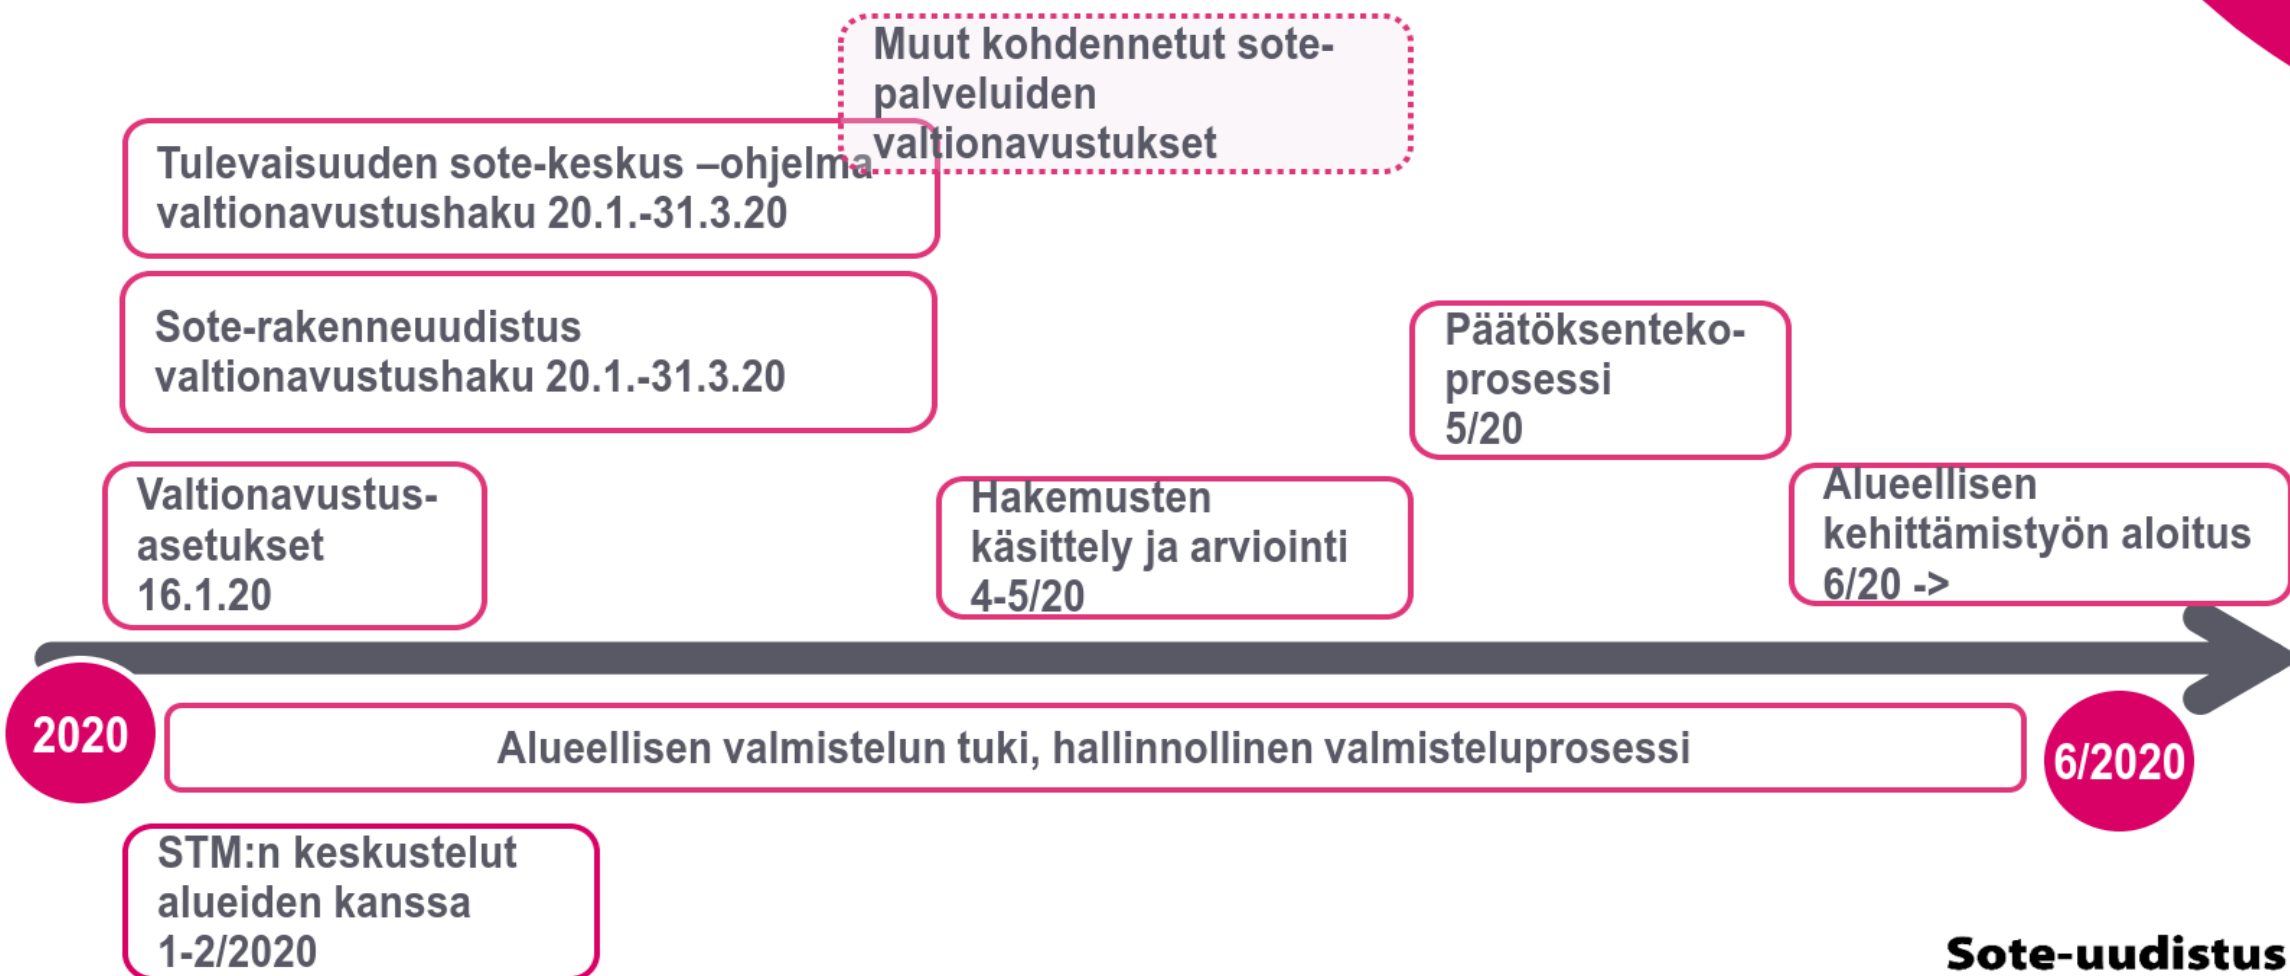 Muut kohdennetut sote-
palveluiden
valtionavustukset
Tulevaisuuden sote-keskus –ohjelma
valtionavustushaku 20.1.-31.3.20
Sote-rakenneuudistus
valtionavustushaku 20.1.-31.3.20
Päätöksenteko-
prosessi
5/20
Valtionavustus-
asetukset
16.1.20
Hakemusten
käsittely ja arviointi
4-5/20
Alueellisen
kehittämistyön aloitus
6/20 ->
2020
Alueellisen valmistelun tuki, hallinnollinen valmisteluprosessi
6/2020
STM:n keskustelut
alueiden kanssa
1-2/2020
Sote-uudistus